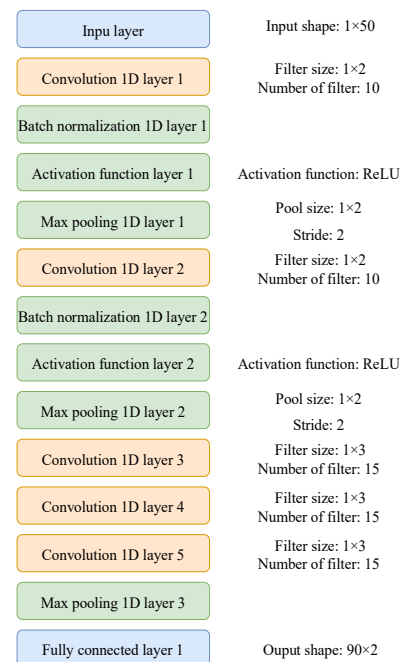 Inpu layer
Input shape: 1×50
Convolution 1D layer 1
Filter size: 1×2
Number of filter: 10
Batch normalization 1D layer 1
Activation function layer 1
Activation function: ReLU
Max pooling 1D layer 1
Pool size: 1×2
Stride: 2
Convolution 1D layer 2
Filter size: 1×2
Number of filter: 10
Batch normalization 1D layer 2
Activation function layer 2
Activation function: ReLU
Max pooling 1D layer 2
Pool size: 1×2
Stride: 2
Convolution 1D layer 3
Filter size: 1×3
Number of filter: 15
Convolution 1D layer 4
Filter size: 1×3
Number of filter: 15
Convolution 1D layer 5
Filter size: 1×3
Number of filter: 15
Max pooling 1D layer 3
Fully connected layer 1
Ouput shape: 90×2